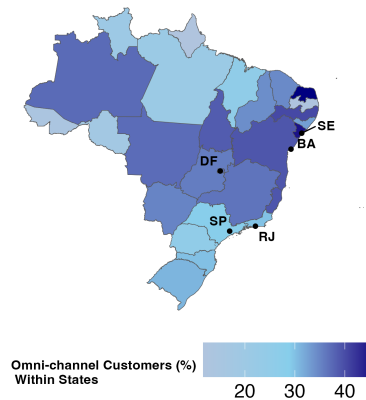 SE
BA
DF
SP
RJ
Omni-channel Customers (%)
Within States
20 30 40